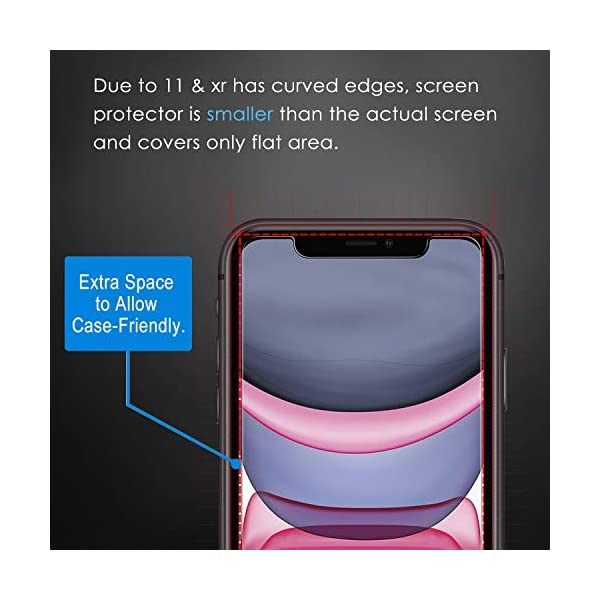 Due to 11 & xr has curved edges, screen
protector is smaller than the actual screen
and covers only flat area.
Extra Space
to Allow
Case-Friendly.